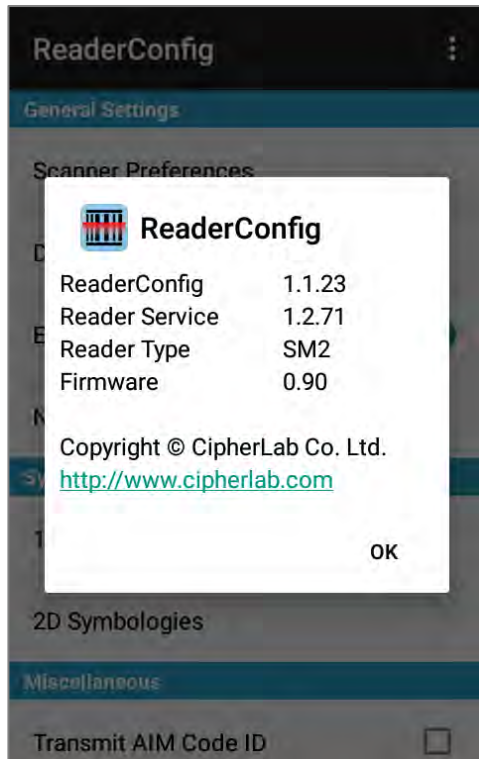 ReaderConfig
General Settings
Scanner Preferences
ReaderConfig
ReaderConfig 1.1.23
Reader Service 1.2.71
Reader Type SM2
Firmware 0.90
Copyright © CipherLab Co. Ltd.
http://www.cipherlab.com
OK
2D Symbologies
Miscellaneous
Transmit AIM Code ID